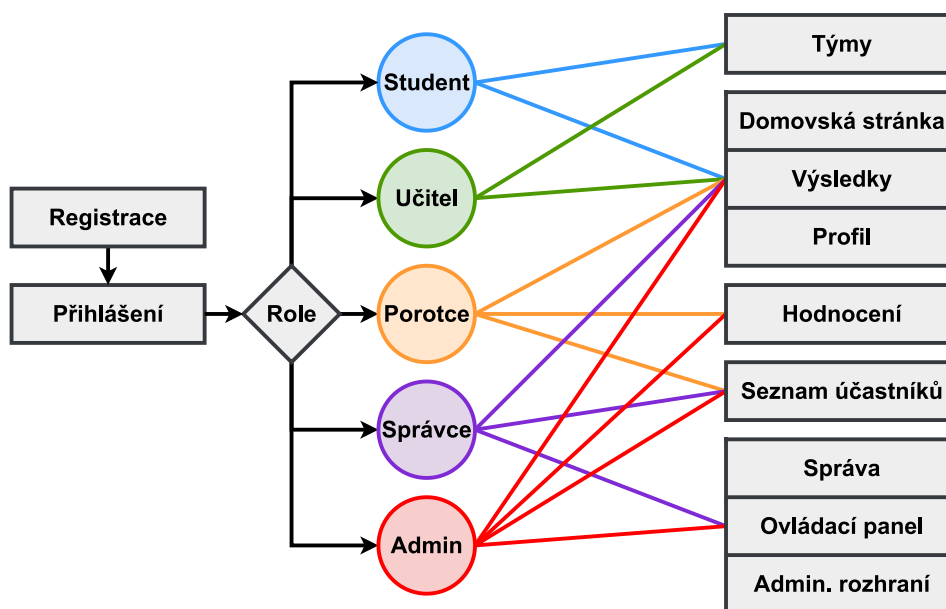 Registrace
Přihlášení
Role
Student
Učitel
Porotce
Správce
Admin
Týmy
Domovská stránka
Výsledky
Profil
Hodnocení
Seznam účastníků
Správa
Ovládací panel
Admin. rozhraní